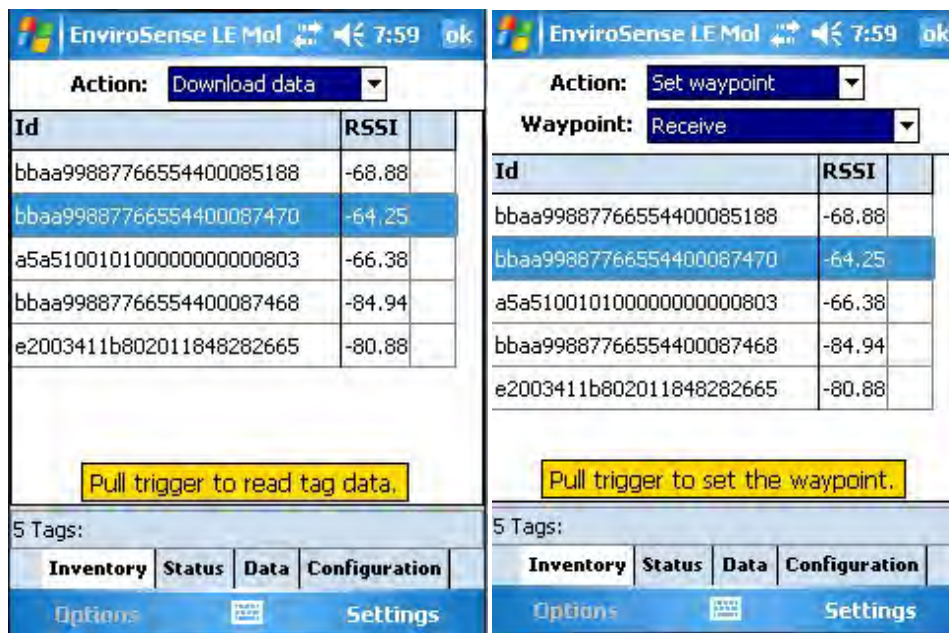 EnviroSense LE Mol 7:59 ok
Action: Download data
Id RSSI
bbaa99887766554400085188 -68.88
bbaa99887766554400087470 -64.25
a5a510010100000000000803 -66.38
bbaa99887766554400087468 -84.94
e2003411b802011848282665 -80.88
Pull trigger to read tag data.
5 Tags:
Inventory Status Data Configuration
Options Settings
EnviroSense LE Mol 7:59 ok
Action: Set waypoint
Waypoint: Receive
Id RSSI
bbaa99887766554400085188 -68.88
bbaa99887766554400087470 -64.25
a5a510010100000000000803 -66.38
bbaa99887766554400087468 -84.94
e2003411b802011848282665 -80.88
Pull trigger to set the waypoint.
5 Tags:
Inventory Status Data Configuration
Options Settings